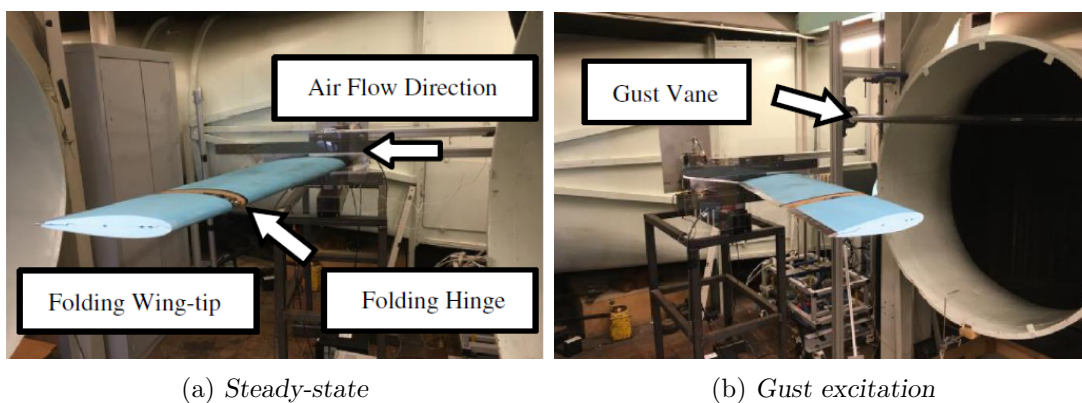 Air Flow Direction
Folding Wing-tip
Folding Hinge
Gust Vane
(a) Steady-state
(b) Gust excitation